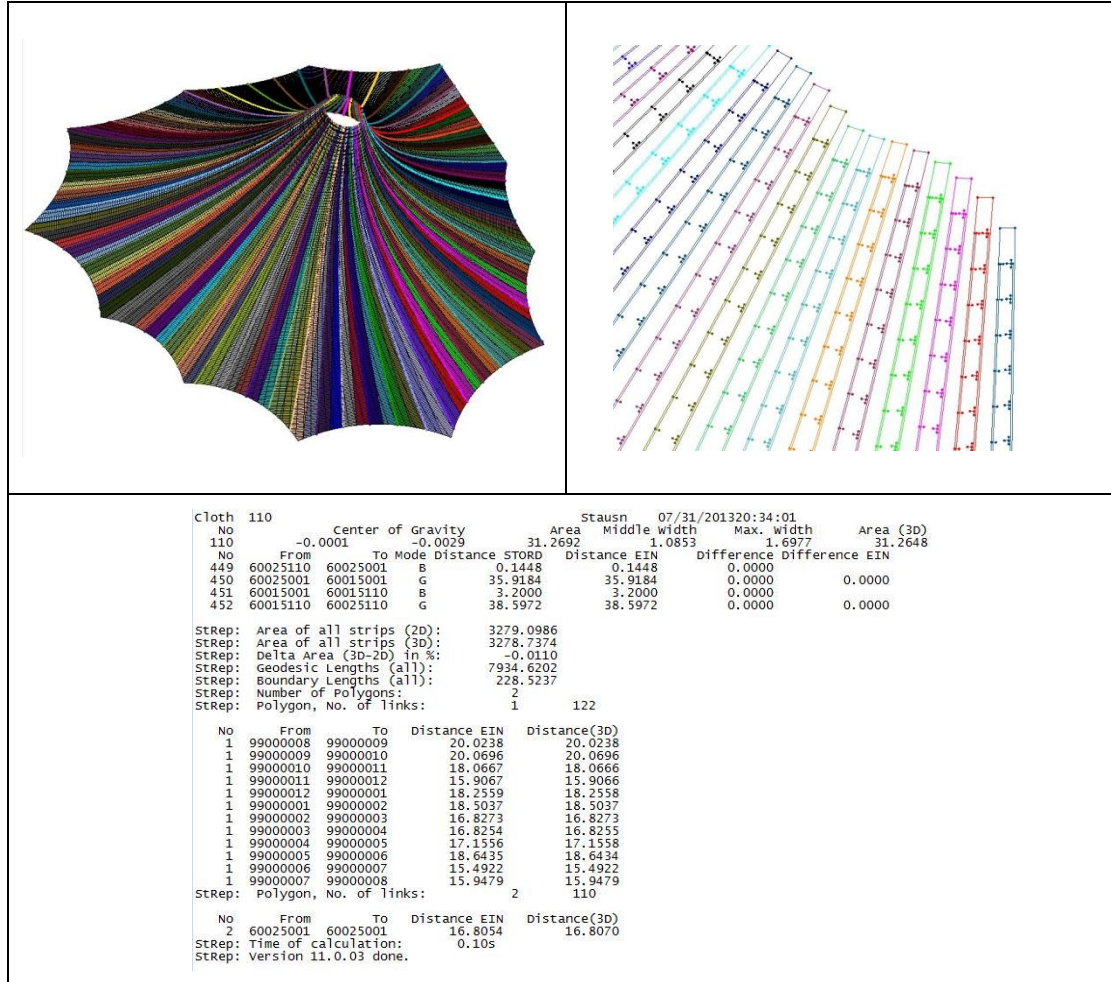 Cloth 110 Stausn 07/31/201320:34:01
No Center of Gravity Area Middle Width Max. Width Area (3D)
110 -0.0001 -0.0029 31.2692 1.0853 1.6977 31.2648
No From To Mode Distance STORD Distance EIN Difference Difference EIN
449 60025110 60025001 B 0.1448 0.1448 0.0000
450 60025001 60015001 G 35.9184 35.9184 0.0000 0.0000
451 60015001 60015110 B 3.2000 3.2000 0.0000
452 60015110 60025110 G 38.5972 38.5972 0.0000 0.0000
StRep: Area of all strips (2D): 3279.0986
StRep: Area of all strips (3D): 3278.7374
StRep: Delta Area (3D-2D) in %: -0.0110
StRep: Geodesic Lengths (all): 7934.6202
StRep: Boundary Lengths (all): 228.5237
StRep: Number of Polygons: 2
StRep: Polygon, No. of links: 1 122
No From To Distance EIN Distance(3D)
1 99000008 99000009 20.0238 20.0238
1 99000009 99000010 20.0696 20.0696
1 99000010 99000011 18.0667 18.0666
1 99000011 99000012 15.9067 15.9066
1 99000012 99000001 18.2559 18.2558
1 99000001 99000002 18.5037 18.5037
1 99000002 99000003 16.8273 16.8273
1 99000003 99000004 16.8254 16.8255
1 99000004 99000005 17.1556 17.1558
1 99000005 99000006 18.6435 18.6434
1 99000006 99000007 15.4922 15.4922
1 99000007 99000008 15.9479 15.9479
StRep: Polygon, No. of links: 2 110
No From To Distance EIN Distance(3D)
2 60025001 60025001 16.8054 16.8070
StRep: Time of calculation: 0.10s
StRep: Version 11.0.03 done.